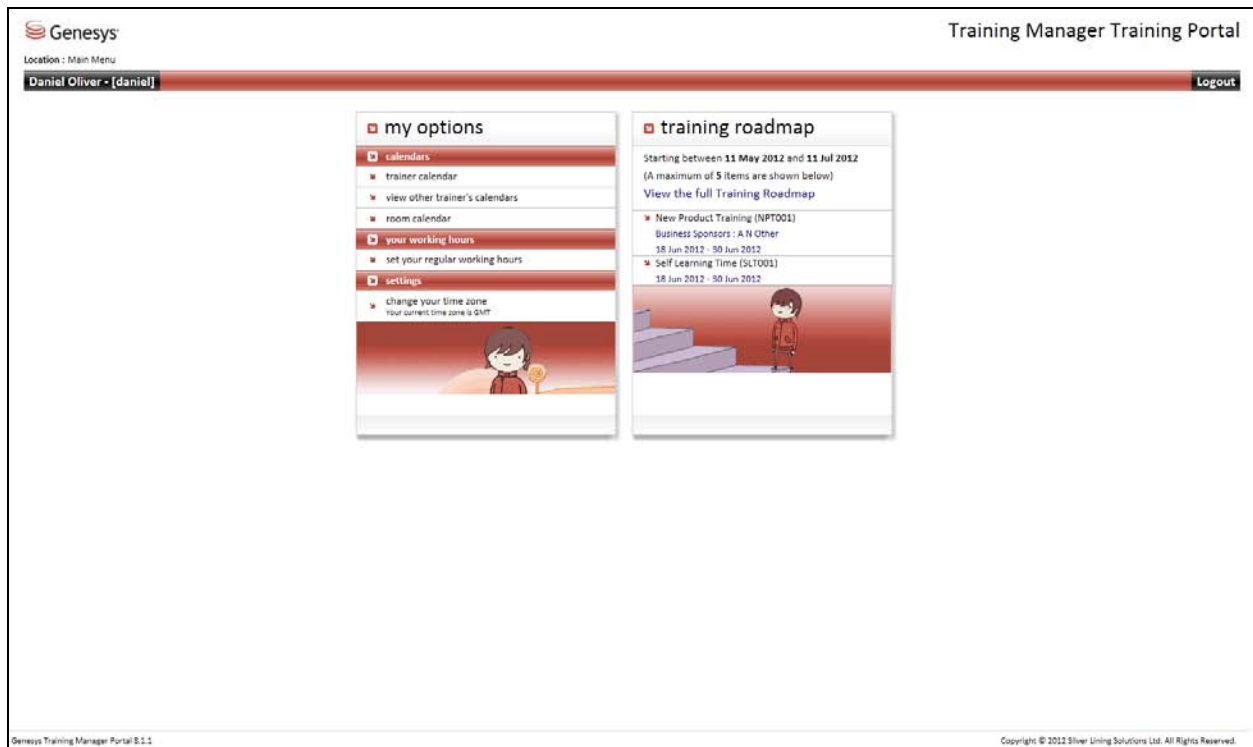 Genesys
Training Manager Training Portal
Location : Main Menu
Daniel Oliver - [daniel]
Logout
my options
calendars
trainer calendar
view other trainer's calendars
room calendar
your working hours
set your regular working hours
settings
change your time zone
Your current time zone is GMT
training roadmap
Starting between 11 May 2012 and 11 Jul 2012
(A maximum of 5 items are shown below)
View the full Training Roadmap
New Product Training (NPT001)
Business Sponsors : A N Other
18 Jun 2012 - 30 Jun 2012
Self Learning Time (SLT001)
18 Jun 2012 - 30 Jun 2012
Genesys Training Manager Portal 8.1.1
Copyright © 2012 Silver Lining Solutions Ltd. All Rights Reserved.